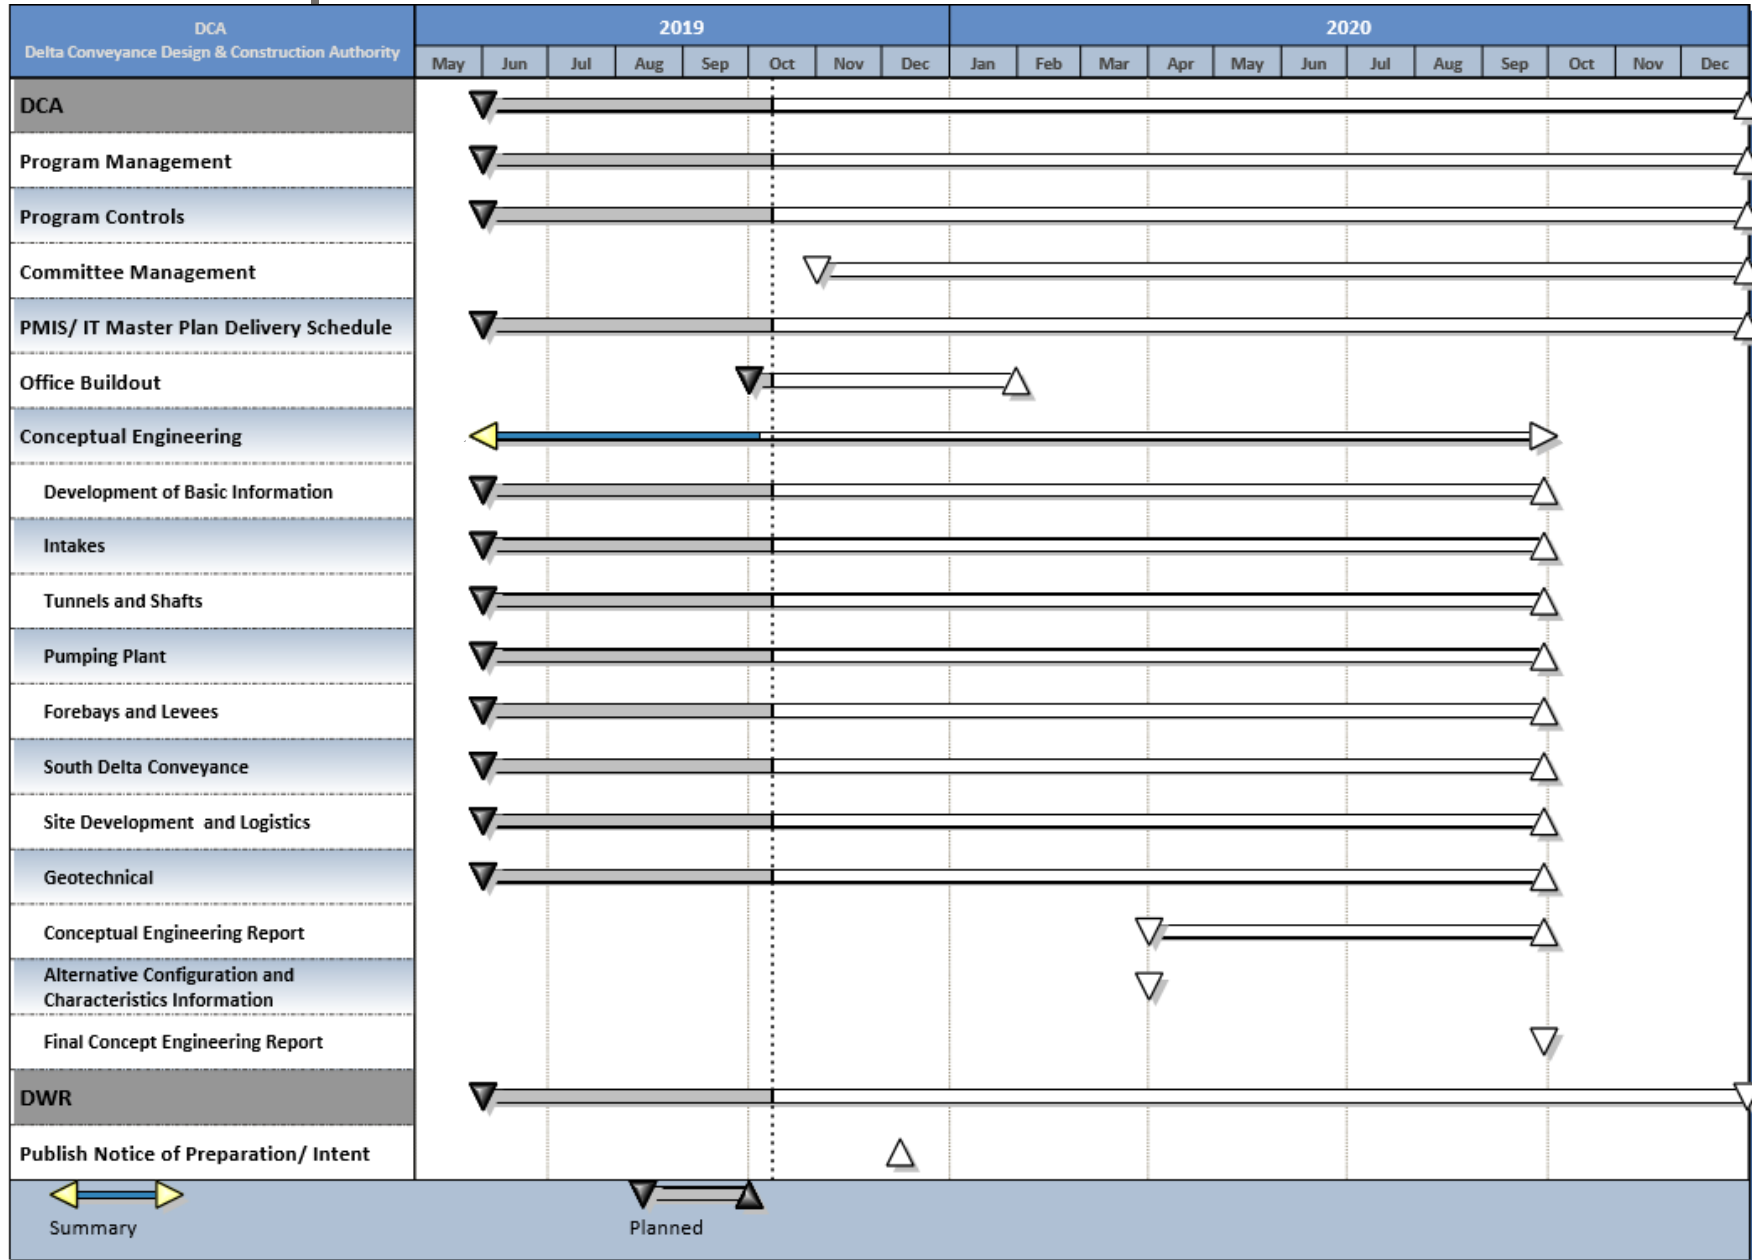 DCA
Delta Conveyance Design & Construction Authority
2019
2020
May Jun Jul Aug Sep Oct Nov Dec Jan Feb Mar Apr May Jun Jul Aug Sep Oct Nov Dec
DCA
Program Management
Program Controls
Committee Management
PMIS/ IT Master Plan Delivery Schedule
Office Buildout
Conceptual Engineering
Development of Basic Information
Intakes
Tunnels and Shafts
Pumping Plant
Forebays and Levees
South Delta Conveyance
Site Development and Logistics
Geotechnical
Conceptual Engineering Report
Alternative Configuration and
Characteristics Information
Final Concept Engineering Report
DWR
Publish Notice of Preparation/ Intent
Summary
Planned